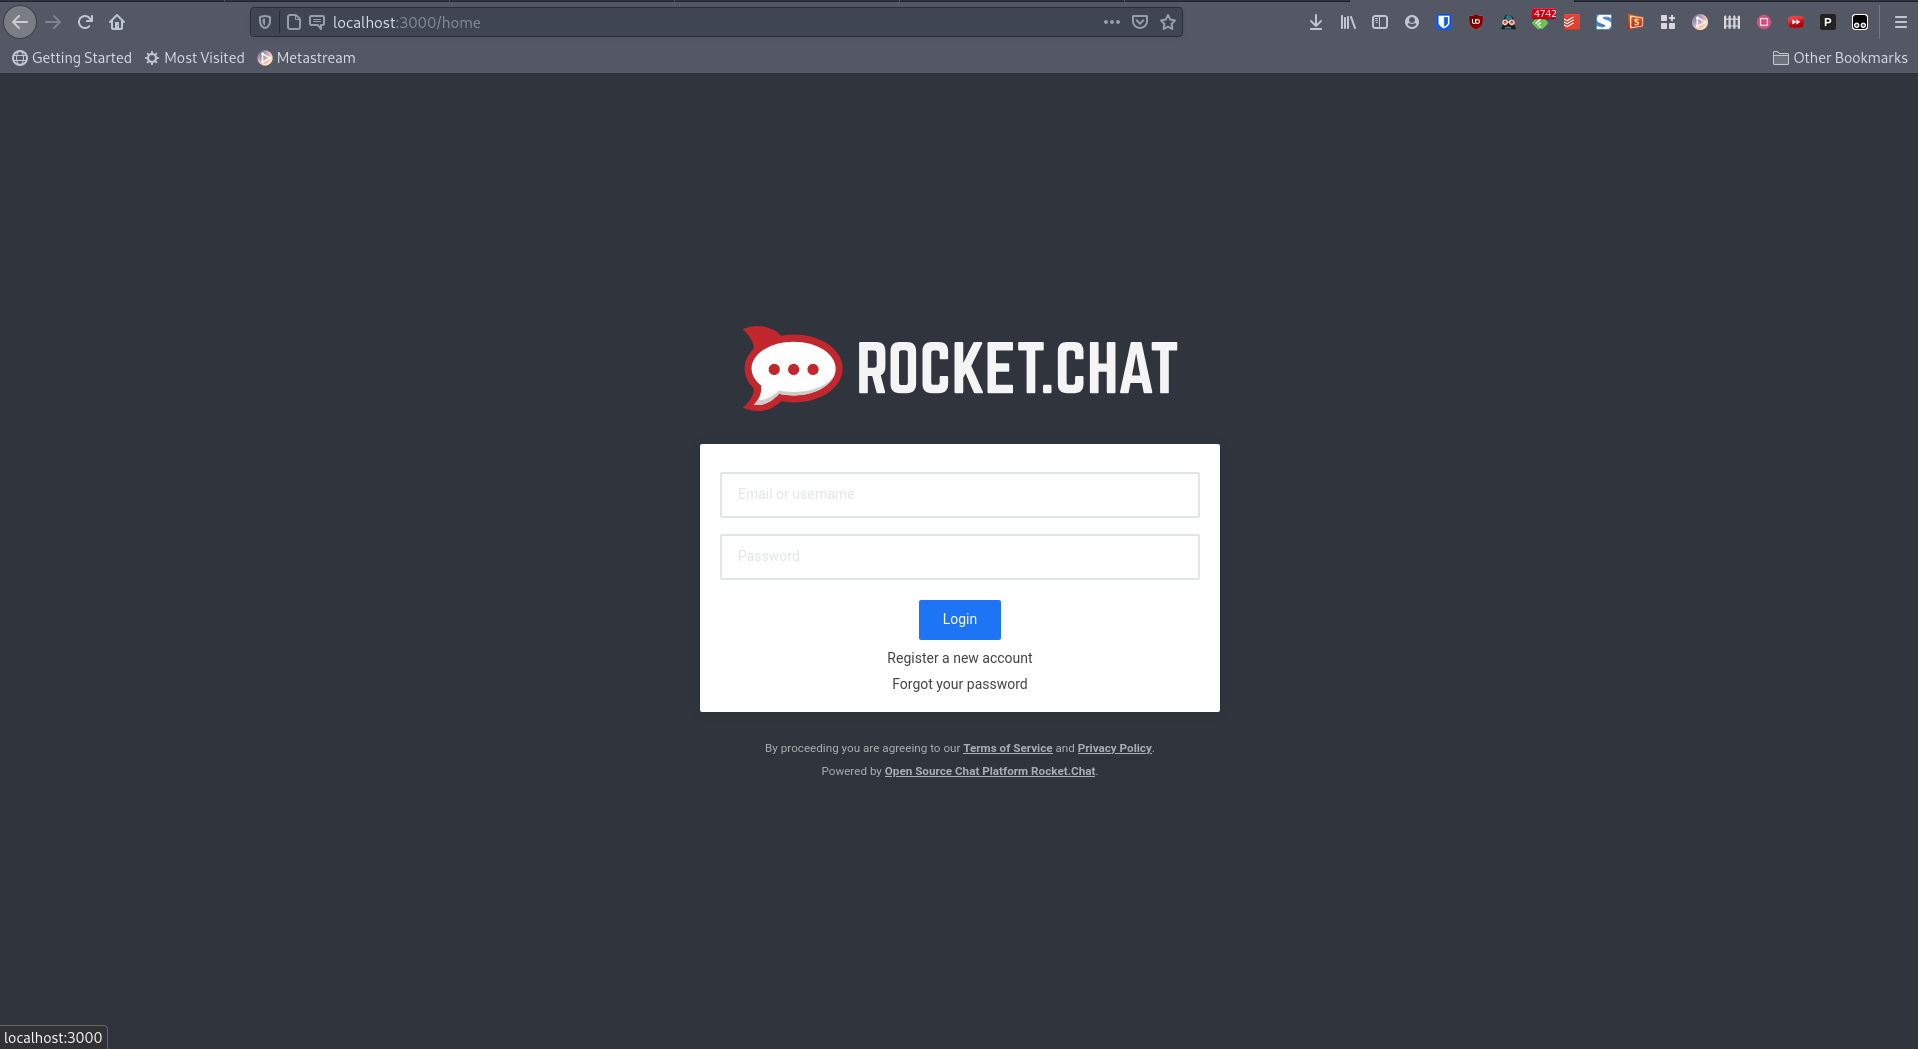 localhost:3000/home
4742
Getting Started
Most Visited
Metastream
Other Bookmarks
ROCKET.CHAT
Email or username
Password
Login
Register a new account
Forgot your password
By proceeding you are agreeing to our Terms of Service and Privacy Policy.
Powered by Open Source Chat Platform Rocket.Chat.
localhost:3000